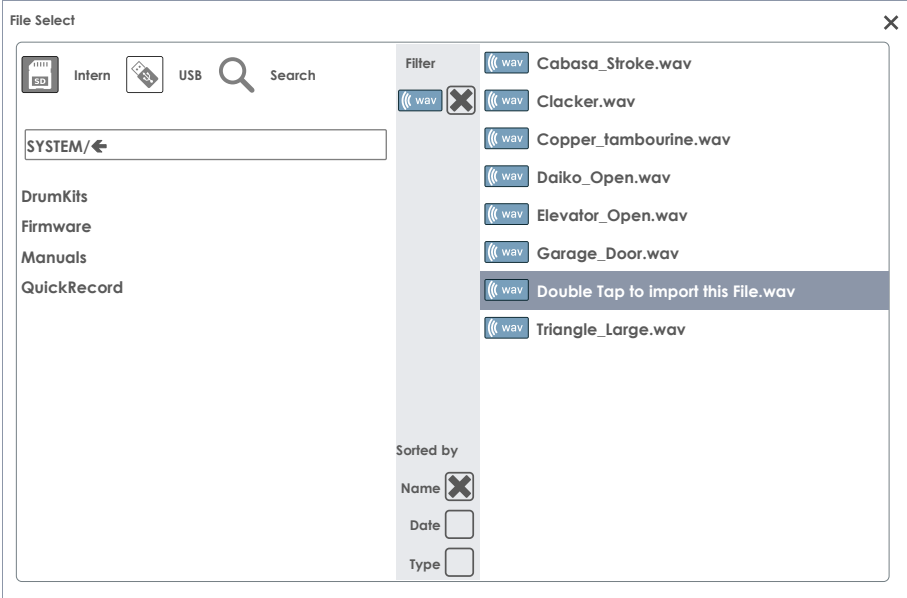 File Select
SD
Intern
USB
Search
SYSTEM/
DrumKits
Firmware
Manuals
QuickRecord
Filter
wav
Sorted by
Name
Date
Type
wav Cabasa_Stroke.wav
wav Clacker.wav
wav Copper_tambourine.wav
wav Daiko_Open.wav
wav Elevator_Open.wav
wav Garage_Door.wav
wav Double Tap to import this File.wav
wav Triangle_Large.wav